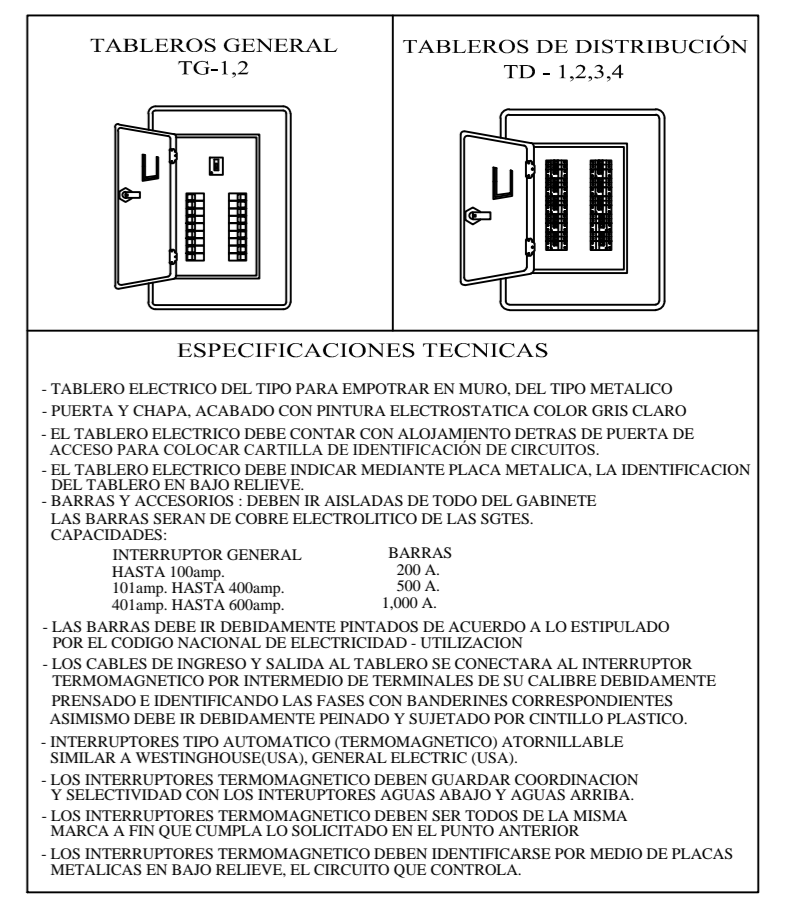 TABLEROS GENERAL
TG-1,2
TABLEROS DE DISTRIBUCIÓN
TD - 1,2,3,4
ESPECIFICACIONES TECNICAS
- TABLERO ELECTRICO DEL TIPO PARA EMPOTRAR EN MURO, DEL TIPO METALICO
- PUERTA Y CHAPA, ACABADO CON PINTURA ELECTROSTATICA COLOR GRIS CLARO
- EL TABLERO ELECTRICO DEBE CONTAR CON ALOJAMIENTO DETRAS DE PUERTA DE
ACCESO PARA COLOCAR CARTILLA DE IDENTIFICACIÓN DE CIRCUITOS.
- EL TABLERO ELECTRICO DEBE INDICAR MEDIANTE PLACA METALICA, LA IDENTIFICACION
DEL TABLERO EN BAJO RELIEVE.
- BARRAS Y ACCESORIOS : DEBEN IR AISLADAS DE TODO DEL GABINETE
LAS BARRAS SERAN DE COBRE ELECTROLITICO DE LAS SGTES.
CAPACIDADES:
INTERRUPTOR GENERAL BARRAS
HASTA 100amp. 200 A.
101amp. HASTA 400amp. 500 A.
401amp. HASTA 600amp. 1,000 A.
- LAS BARRAS DEBE IR DEBIDAMENTE PINTADOS DE ACUERDO A LO ESTIPULADO
POR EL CODIGO NACIONAL DE ELECTRICIDAD - UTILIZACION
- LOS CABLES DE INGRESO Y SALIDA AL TABLERO SE CONECTARA AL INTERRUPTOR
TERMOMAGNETICO POR INTERMEDIO DE TERMINALES DE SU CALIBRE DEBIDAMENTE
PRENSADO E IDENTIFICANDO LAS FASES CON BANDERINES CORRESPONDIENTES
ASIMISMO DEBE IR DEBIDAMENTE PEINADO Y SUJETADO POR CINTILLO PLASTICO.
- INTERRUPTORES TIPO AUTOMATICO (TERMOMAGNETICO) ATORNILLABLE
SIMILAR A WESTINGHOUSE(USA), GENERAL ELECTRIC (USA).
- LOS INTERRUPTORES TERMOMAGNETICO DEBEN GUARDAR COORDINACION
Y SELECTIVIDAD CON LOS INTERUPTORES AGUAS ABAJO Y AGUAS ARRIBA.
- LOS INTERRUPTORES TERMOMAGNETICO DEBEN SER TODOS DE LA MISMA
MARCA A FIN QUE CUMPLA LO SOLICITADO EN EL PUNTO ANTERIOR
- LOS INTERRUPTORES TERMOMAGNETICO DEBEN IDENTIFICARSE POR MEDIO DE PLACAS
METALICAS EN BAJO RELIEVE, EL CIRCUITO QUE CONTROLA.